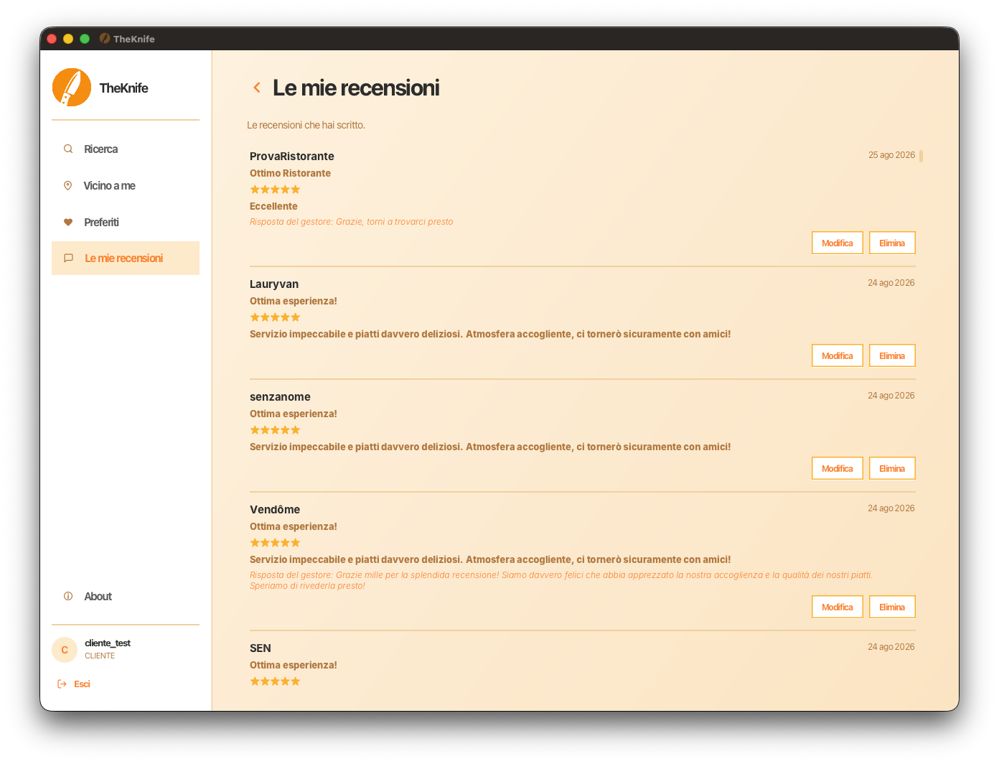 TheKnife
TheKnife
Ricerca
Vicino a me
Preferiti
Le mie recensioni
About
cliente_test
C
CLIENTE
Esci
Le mie recensioni
Le recensioni che hai scritto.
ProvaRistorante
25 ago 2026
Ottimo Ristorante
Eccellente
Risposta del gestore: Grazie, torni a trovarci presto
Modifica
Elimina
Lauryvan
24 ago 2026
Ottima esperienza!
Servizio impeccabile e piatti davvero deliziosi. Atmosfera accogliente, ci tornerò sicuramente con amici!
Modifica
Elimina
senzanome
24 ago 2026
Ottima esperienza!
Servizio impeccabile e piatti davvero deliziosi. Atmosfera accogliente, ci tornerò sicuramente con amici!
Modifica
Elimina
Vendôme
24 ago 2026
Ottima esperienza!
Servizio impeccabile e piatti davvero deliziosi. Atmosfera accogliente, ci tornerò sicuramente con amici!
Risposta del gestore: Grazie mille per la splendida recensione! Siamo davvero felici che abbia apprezzato la nostra accoglienza e la qualità dei nostri piatti.
Speriamo di rivederla presto!
Modifica
Elimina
SEN
24 ago 2026
Ottima esperienza!